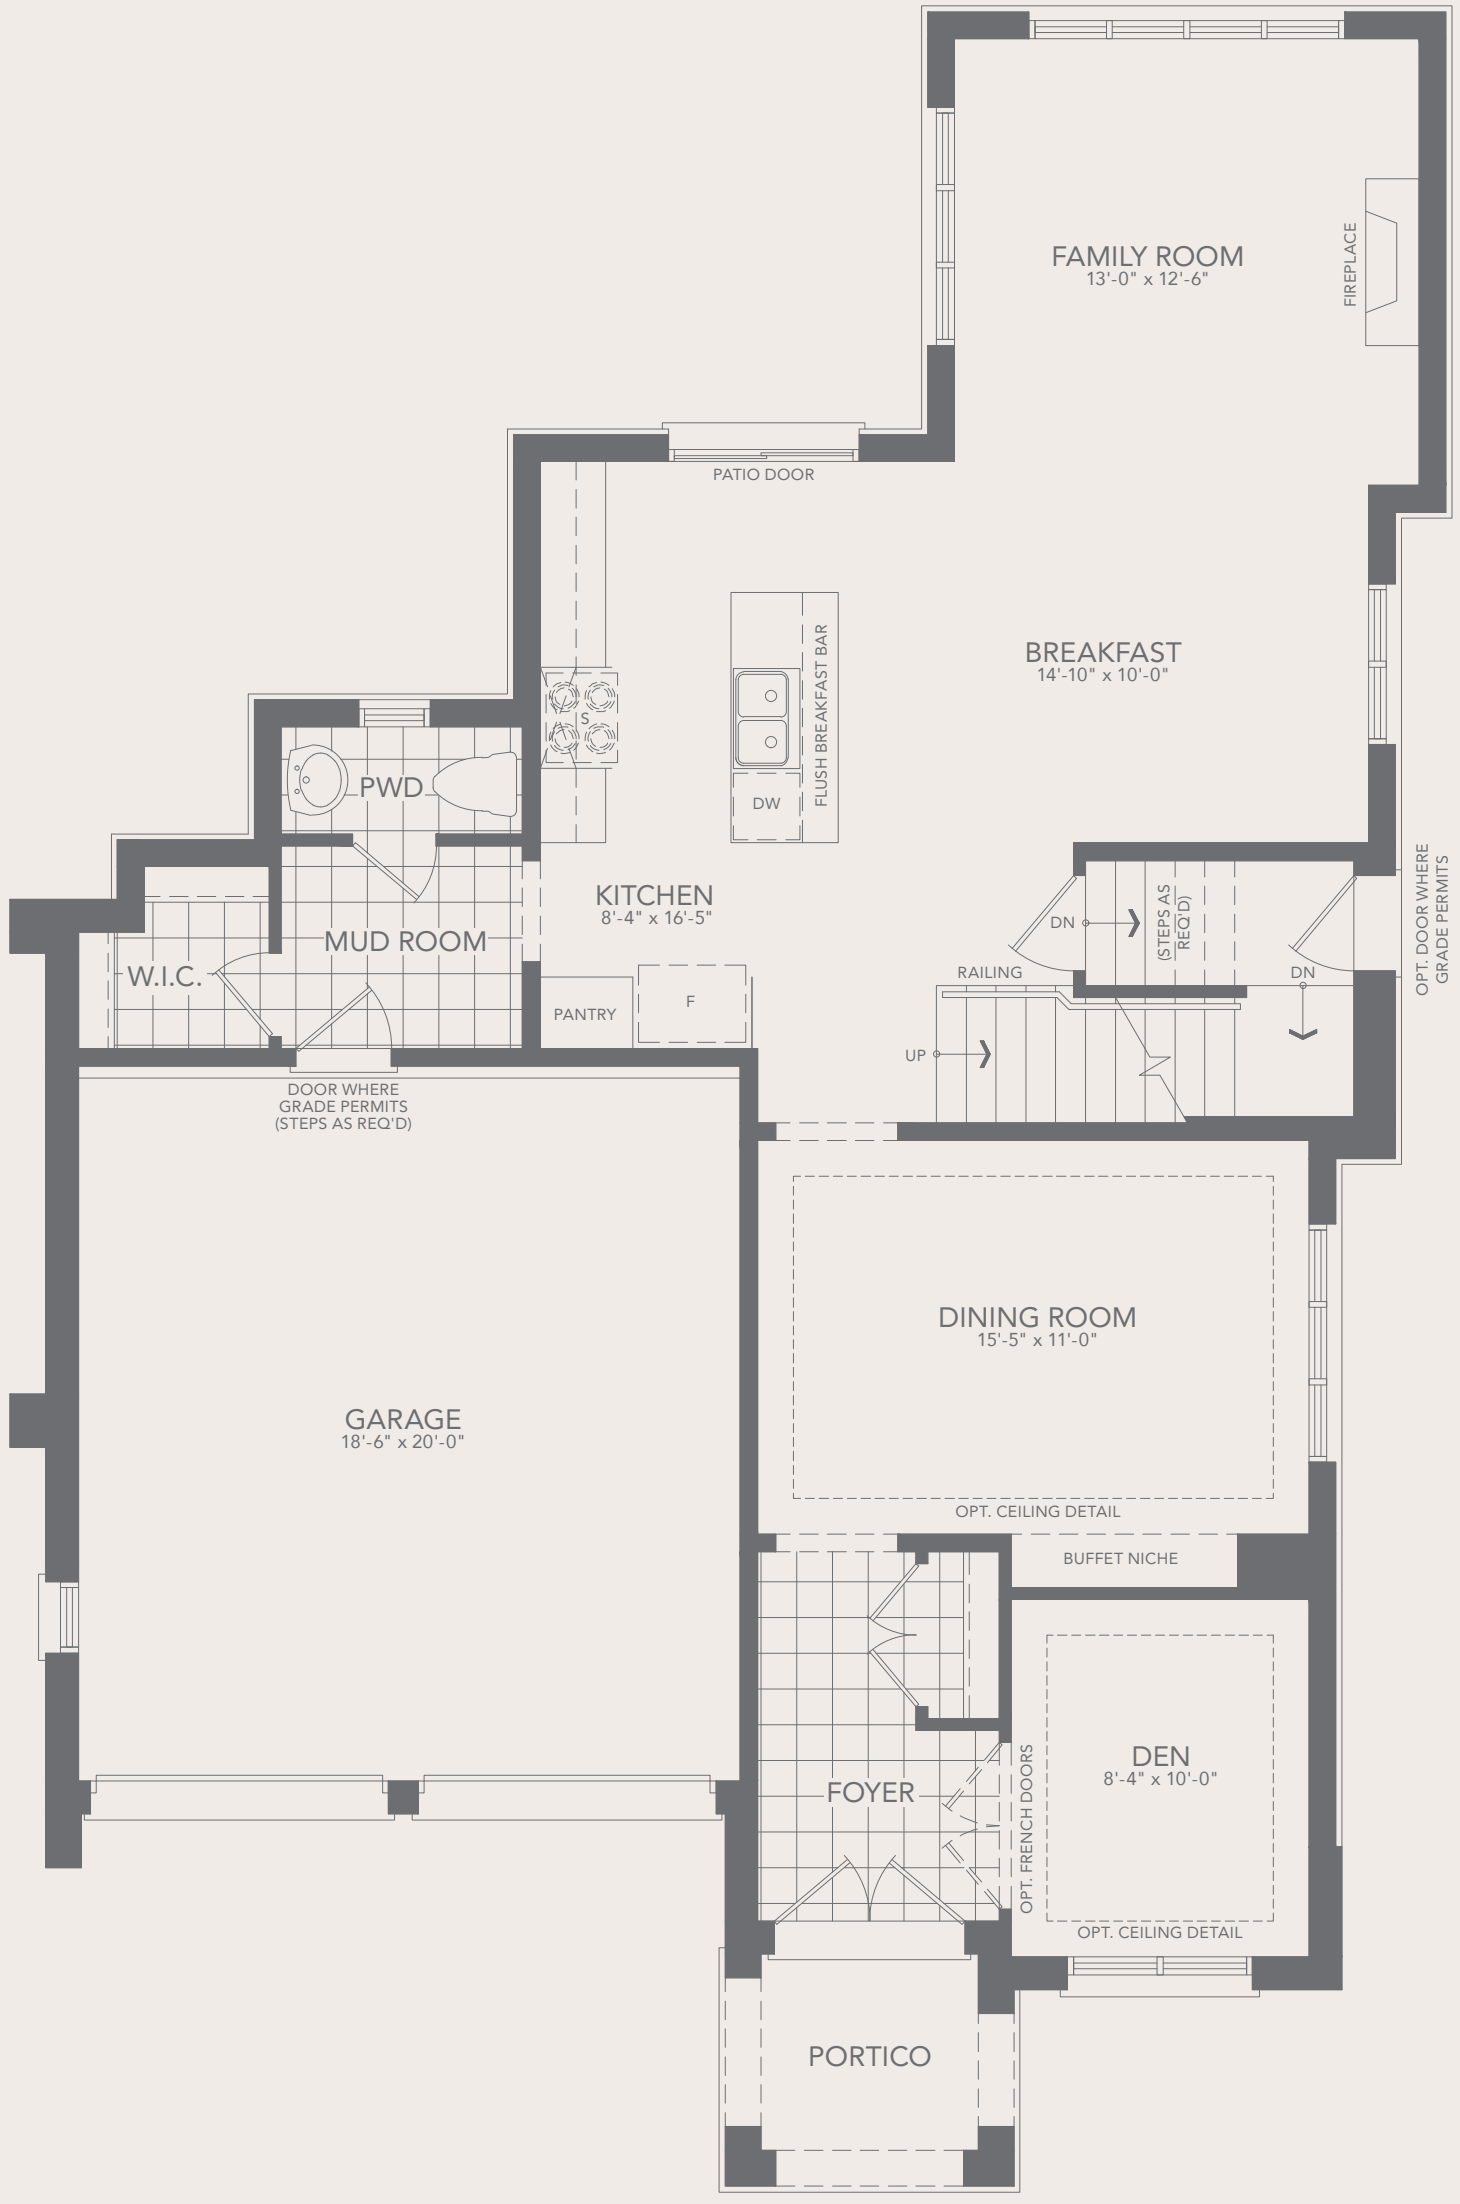 FAMILY ROOM
13'-0" x 12'-6"
FIREPLACE
PATIO DOOR
BREAKFAST
14'-10" x 10'-0"
FLUSH BREAKFAST BAR
S
DW
PWD
KITCHEN
8'-4" x 16'-5"
MUD ROOM
W.I.C.
PANTRY
F
DN
(STEPS AS
REQ'D)
DN
OPT. DOOR WHERE
GRADE PERMITS
RAILING
UP
DOOR WHERE
GRADE PERMITS
(STEPS AS REQ'D)
DINING ROOM
15'-5" x 11'-0"
OPT. CEILING DETAIL
GARAGE
18'-6" x 20'-0"
BUFFET NICHE
DEN
8'-4" x 10'-0"
OPT. CEILING DETAIL
OPT. FRENCH DOORS
FOYER
PORTICO